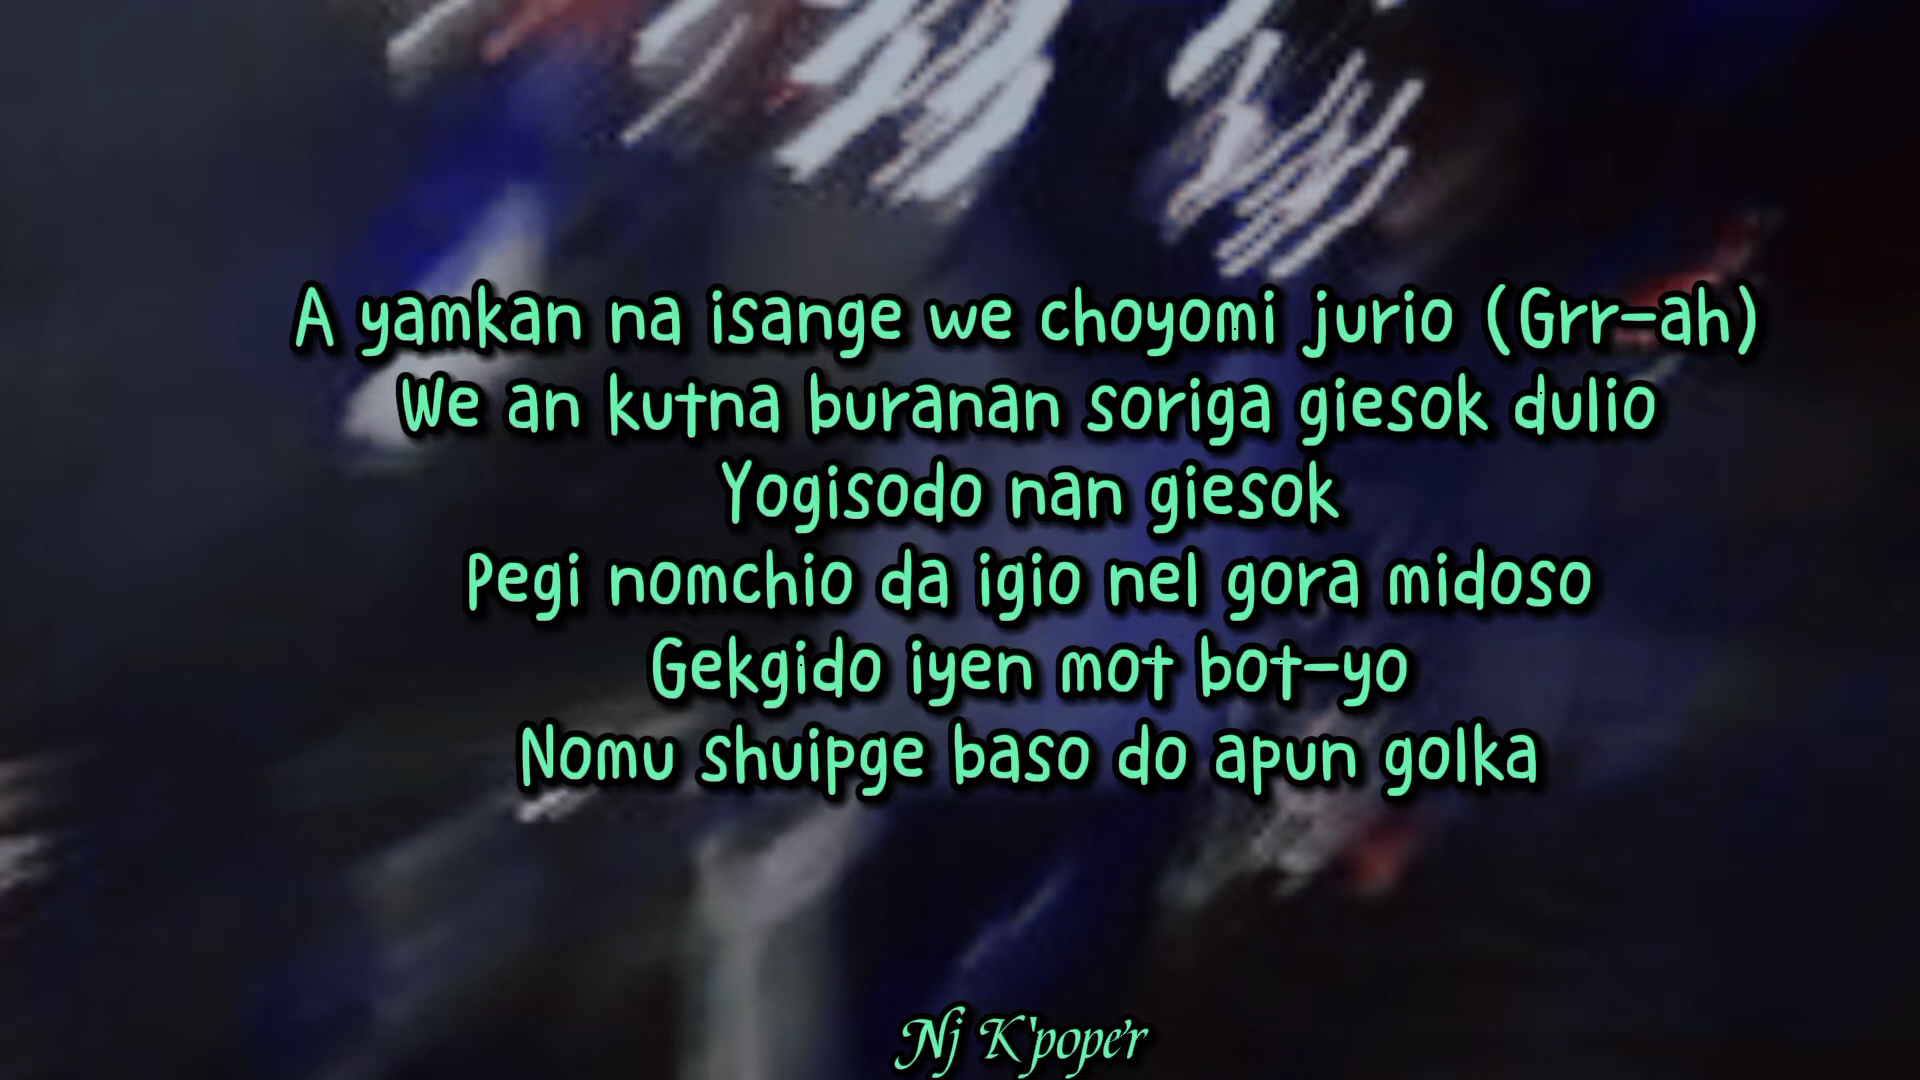 A yamkan na isange we choyomi jurio (Grr-ah)
We an kutna buranan soriga giesok dulio
Yogisodo nan giesok
Pegi nomchio da igio nel gora midoso
Gekgido iyen mot bot-yo
Nomu shuipge baso do apun golka
Nj K'poper